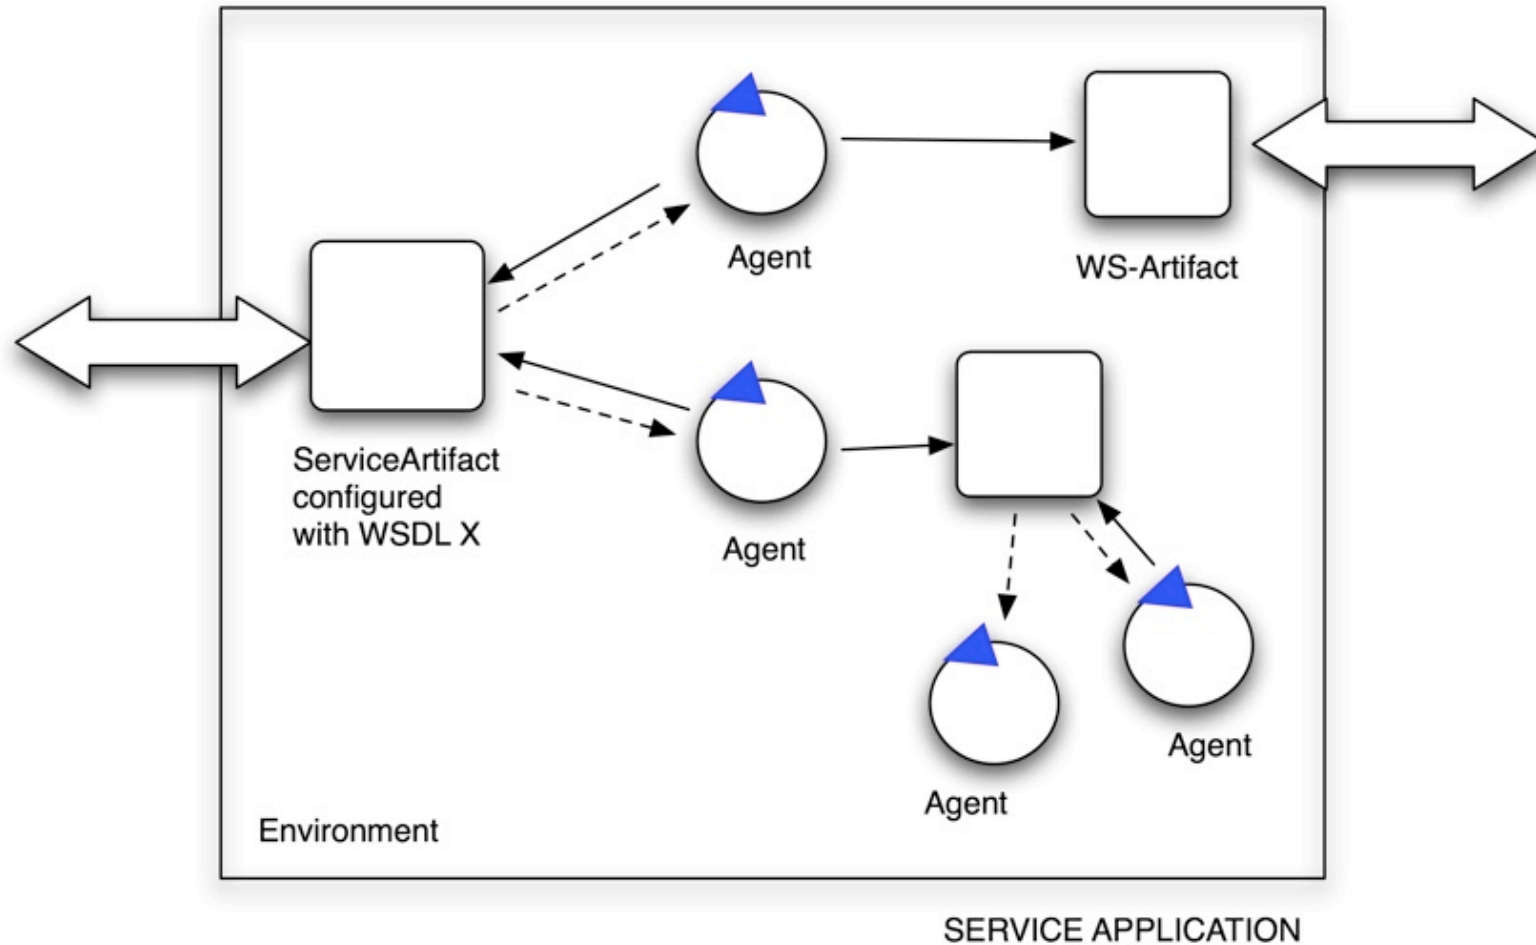 Agent
WS-Artifact
ServiceArtifact
configured
with WSDL X
Agent
Agent
Agent
Environment
SERVICE APPLICATION